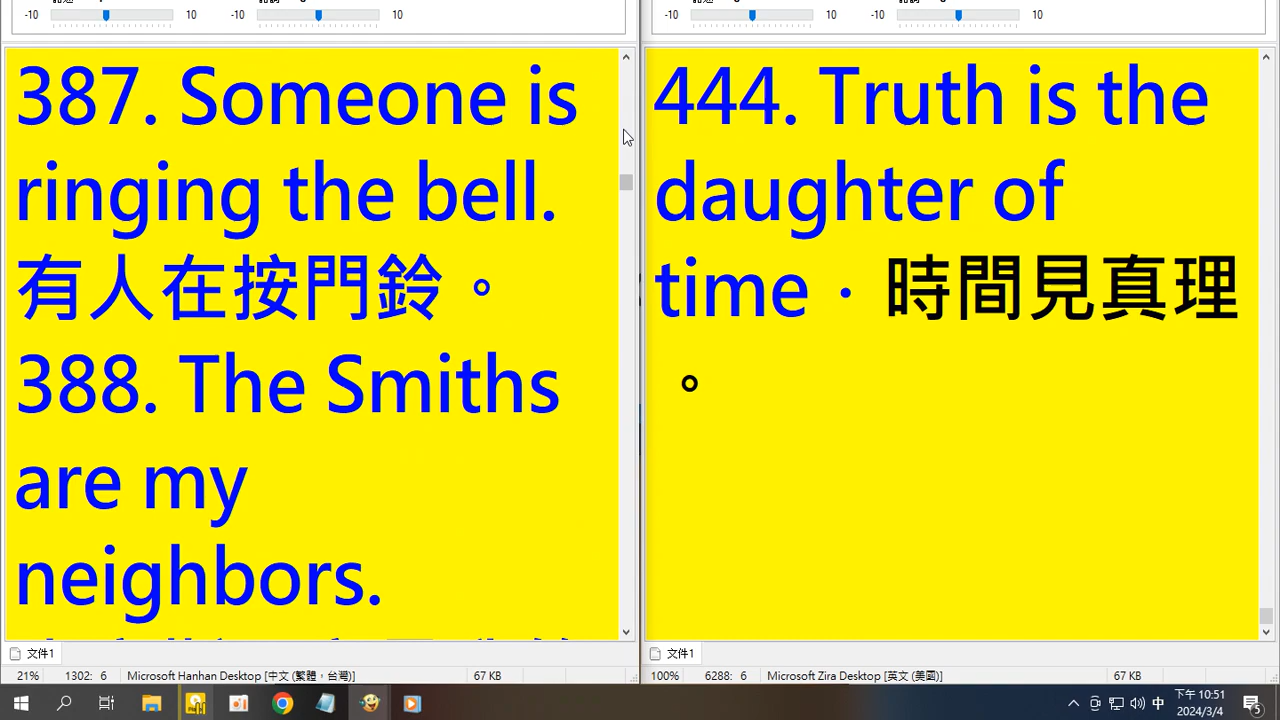 -10 10 -10 10
387. Someone is
ringing the bell.
有人在按門鈴。
388. The Smiths
are my
neighbors.
文件1
21% 1302: 6 Microsoft Hanhan Desktop [中文 (繁體，台灣)] 67 KB
-10 10 -10 10
444. Truth is the
daughter of
time．時間見真理
。
文件1
100% 6288: 6 Microsoft Zira Desktop [英文 (美國)] 67 KB
中 下午 10:51
2024/3/4
5